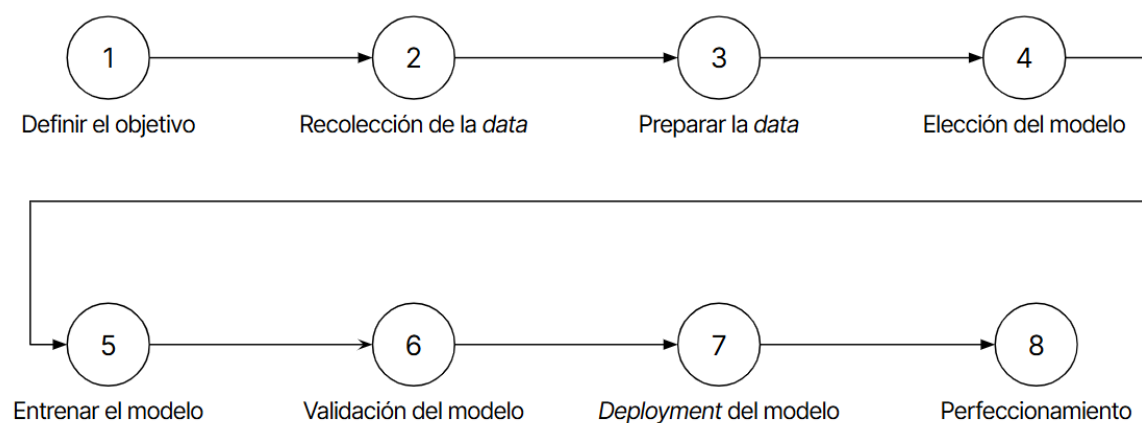 1
2
3
4
Definir el objetivo
Recolección de la data
Preparar la data
Elección del modelo
5
6
7
8
Entrenar el modelo
Validación del modelo
Deployment del modelo
Perfeccionamiento